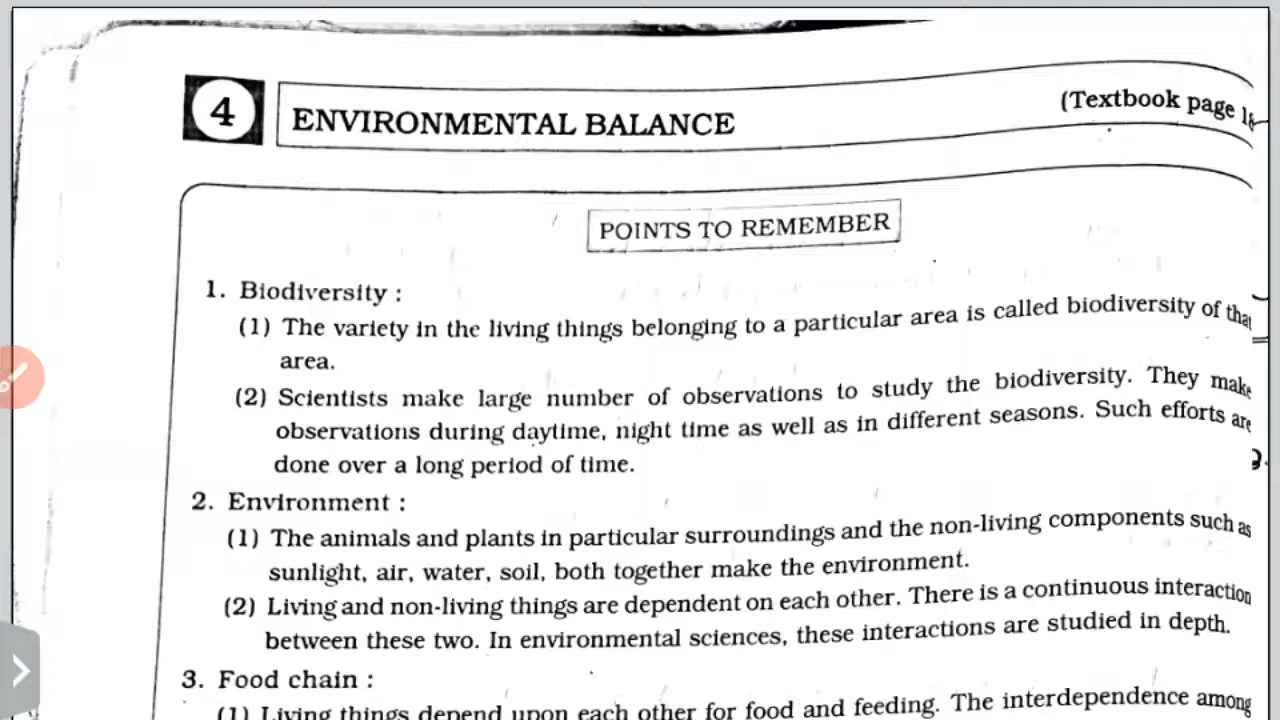 4
ENVIRONMENTAL BALANCE
(Textbook page
POINTS TO REMEMBER
1. Biodiversity :
(1) The variety in the living things belonging to a particular area is called biodiversity of that
area.
(2) Scientists make large number of observations to study the biodiversity. They make
observations during daytime, night time as well as in different seasons. Such efforts are
done over a long period of time.
2. Environment :
(1) The animals and plants in particular surroundings and the non-living components such as
sunlight, air, water, soil, both together make the environment.
(2) Living and non-living things are dependent on each other. There is a continuous interaction
between these two. In environmental sciences, these interactions are studied in depth.
3. Food chain :
(1) Living things depend upon each other for food and feeding. The interdependence among